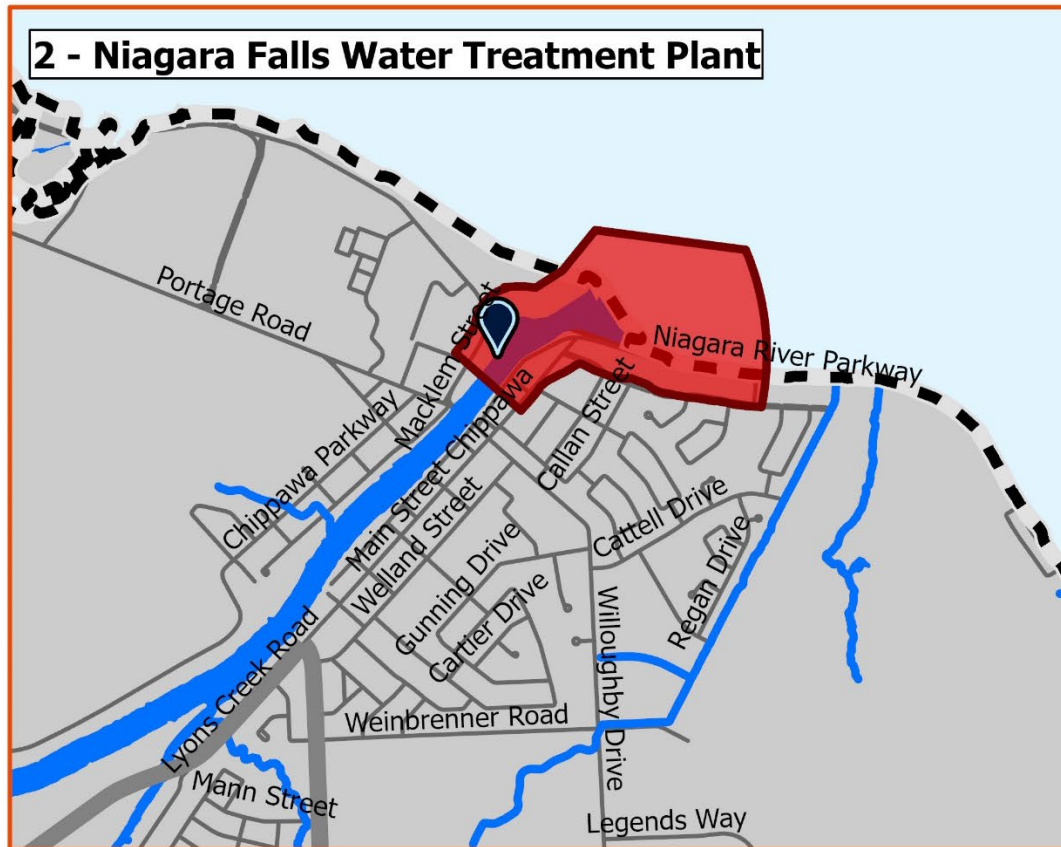 2 - Niagara Falls Water Treatment Plant
Portage Road
Macklem Street
Niagara River Parkway
Chippawa Parkway
Main Street Chippawa
Callan Street
Welland Street
Cattell Drive
Gunning Drive
Regan Drive
Cartier Drive
Willoughby Drive
Lyons Creek Road
Weinbrenner Road
Mann Street
Legends Way